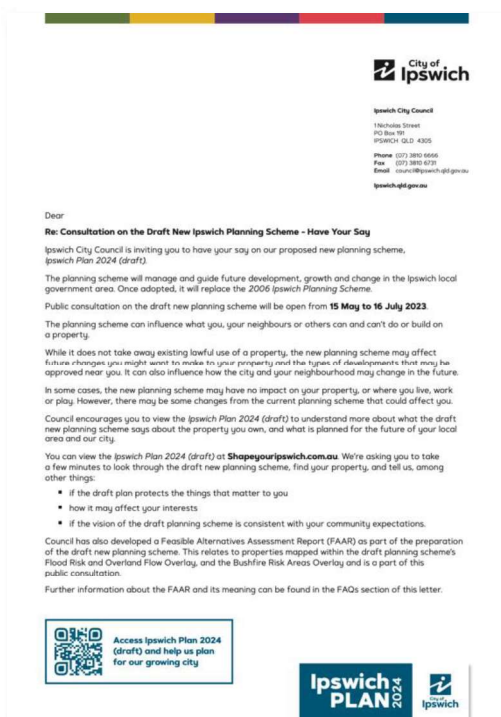 City of
Ipswich
Ipswich City Council
1 Nicholas Street
PO Box 191
IPSWICH QLD 4305
Phone (07) 3810 6666
Fax (07) 3810 6731
Email council@ipswich.qld.gov.au
Ipswich.qld.gov.au
Dear
Re: Consultation on the Draft New Ipswich Planning Scheme - Have Your Say
Ipswich City Council is inviting you to have your say on our proposed new planning scheme,
Ipswich Plan 2024 (draft).
The planning scheme will manage and guide future development, growth and change in the Ipswich local
government area. Once adopted, it will replace the 2006 Ipswich Planning Scheme.
Public consultation on the draft new planning scheme will be open from 15 May to 16 July 2023.
The planning scheme can influence what you, your neighbours or others can and can't do or build on
a property.
While it does not take away existing lawful use of a property, the new planning scheme may affect
future changes you might want to make to your property and the types of developments that may be
approved near you. It can also influence how the city and your neighbourhood may change in the future.
In some cases, the new planning scheme may have no impact on your property, or where you live, work
or play. However, there may be some changes from the current planning scheme that could affect you.
Council encourages you to view the Ipswich Plan 2024 (draft) to understand more about what the draft
new planning scheme says about the property you own, and what is planned for the future of your local
area and our city.
You can view the Ipswich Plan 2024 (draft) at Shapeyouripswich.com.au. We're asking you to take
a few minutes to look through the draft new planning scheme, find your property, and tell us, among
other things:
▪ if the draft plan protects the things that matter to you
▪ how it may affect your interests
▪ if the vision of the draft planning scheme is consistent with your community expectations.
Council has also developed a Feasible Alternatives Assessment Report (FAAR) as part of the preparation
of the draft new planning scheme. This relates to properties mapped within the draft planning scheme's
Flood Risk and Overland Flow Overlay, and the Bushfire Risk Areas Overlay and is a part of this
public consultation.
Further information about the FAAR and its meaning can be found in the FAQs section of this letter.
Access Ipswich Plan 2024
(draft) and help us plan
for our growing city
Ipswich
PLAN 2024
City of
Ipswich